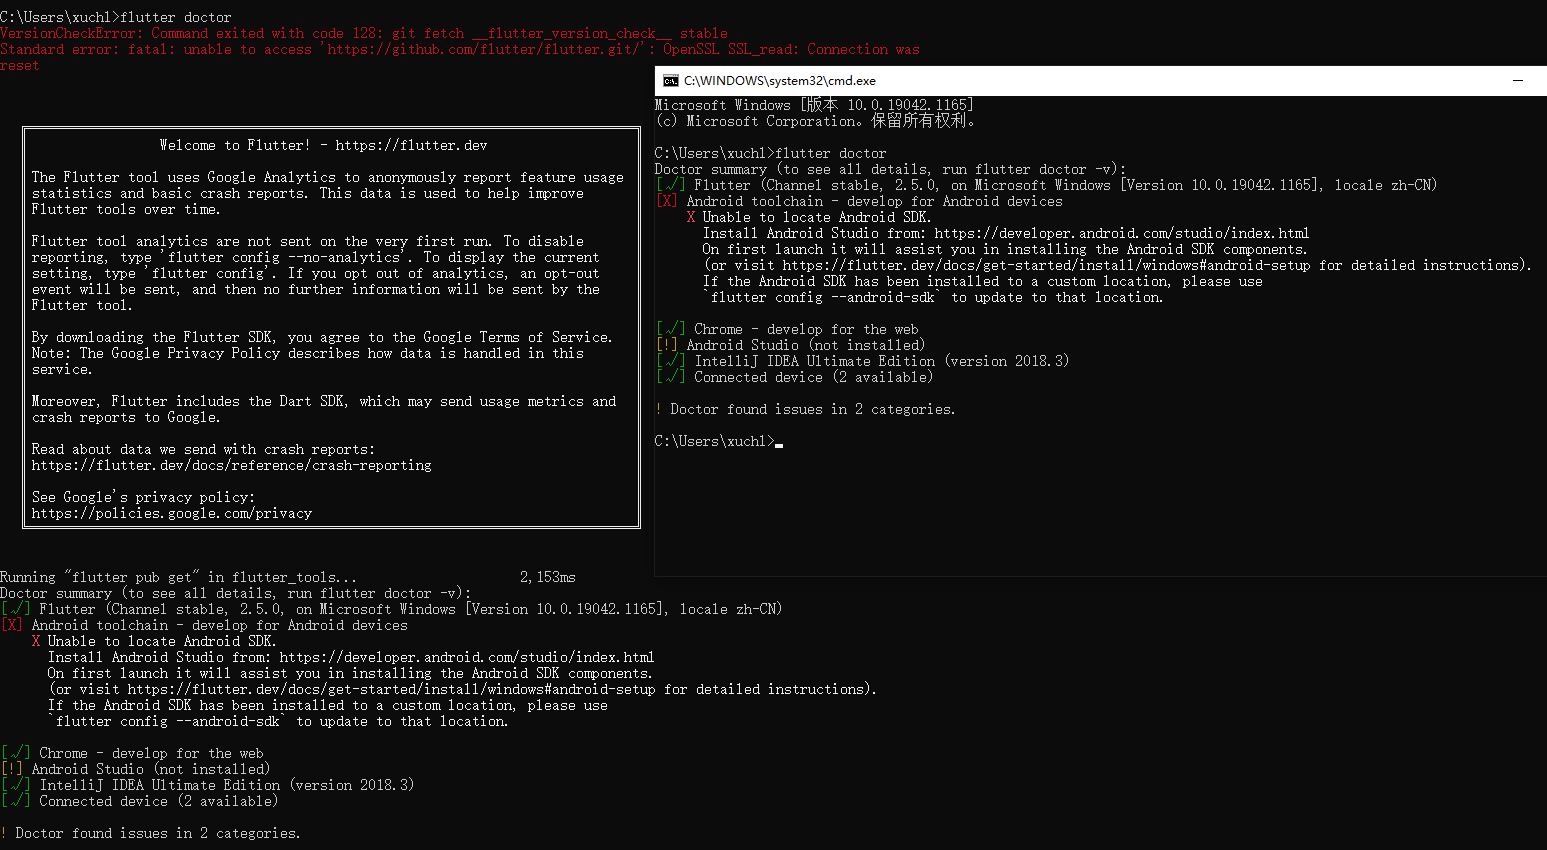 C:\Users\xuchl>flutter doctor
VersionCheckError: Command exited with code 128: git fetch __flutter_version_check__ stable
Standard error: fatal: unable to access 'https://github.com/flutter/flutter.git/': OpenSSL SSL_read: Connection was
reset
Welcome to Flutter! - https://flutter.dev
The Flutter tool uses Google Analytics to anonymously report feature usage
statistics and basic crash reports. This data is used to help improve
Flutter tools over time.
Flutter tool analytics are not sent on the very first run. To disable
reporting, type 'flutter config --no-analytics'. To display the current
setting, type 'flutter config'. If you opt out of analytics, an opt-out
event will be sent, and then no further information will be sent by the
Flutter tool.
By downloading the Flutter SDK, you agree to the Google Terms of Service.
Note: The Google Privacy Policy describes how data is handled in this
service.
Moreover, Flutter includes the Dart SDK, which may send usage metrics and
crash reports to Google.
Read about data we send with crash reports:
https://flutter.dev/docs/reference/crash-reporting
See Google's privacy policy:
https://policies.google.com/privacy
Running "flutter pub get" in flutter_tools... 2,153ms
Doctor summary (to see all details, run flutter doctor -v):
[√] Flutter (Channel stable, 2.5.0, on Microsoft Windows [Version 10.0.19042.1165], locale zh-CN)
[X] Android toolchain - develop for Android devices
X Unable to locate Android SDK.
Install Android Studio from: https://developer.android.com/studio/index.html
On first launch it will assist you in installing the Android SDK components.
(or visit https://flutter.dev/docs/get-started/install/windows#android-setup for detailed instructions).
If the Android SDK has been installed to a custom location, please use
`flutter config --android-sdk` to update to that location.
[√] Chrome - develop for the web
[!] Android Studio (not installed)
[√] IntelliJ IDEA Ultimate Edition (version 2018.3)
[√] Connected device (2 available)
! Doctor found issues in 2 categories.
C:\WINDOWS\system32\cmd.exe
Microsoft Windows [版本 10.0.19042.1165]
(c) Microsoft Corporation。保留所有权利。
C:\Users\xuchl>flutter doctor
Doctor summary (to see all details, run flutter doctor -v):
[√] Flutter (Channel stable, 2.5.0, on Microsoft Windows [Version 10.0.19042.1165], locale zh-CN)
[X] Android toolchain - develop for Android devices
X Unable to locate Android SDK.
Install Android Studio from: https://developer.android.com/studio/index.html
On first launch it will assist you in installing the Android SDK components.
(or visit https://flutter.dev/docs/get-started/install/windows#android-setup for detailed instructions).
If the Android SDK has been installed to a custom location, please use
`flutter config --android-sdk` to update to that location.
[√] Chrome - develop for the web
[!] Android Studio (not installed)
[√] IntelliJ IDEA Ultimate Edition (version 2018.3)
[√] Connected device (2 available)
! Doctor found issues in 2 categories.
C:\Users\xuchl>